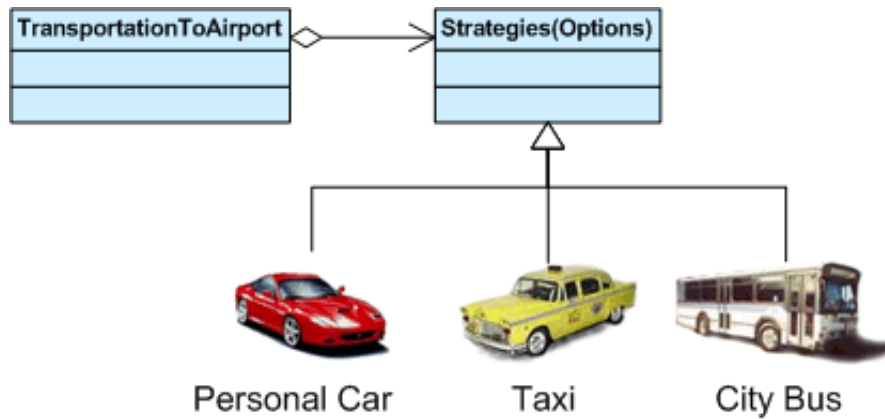 TransportationToAirport
Strategies(Options)
Personal Car
Taxi
City Bus